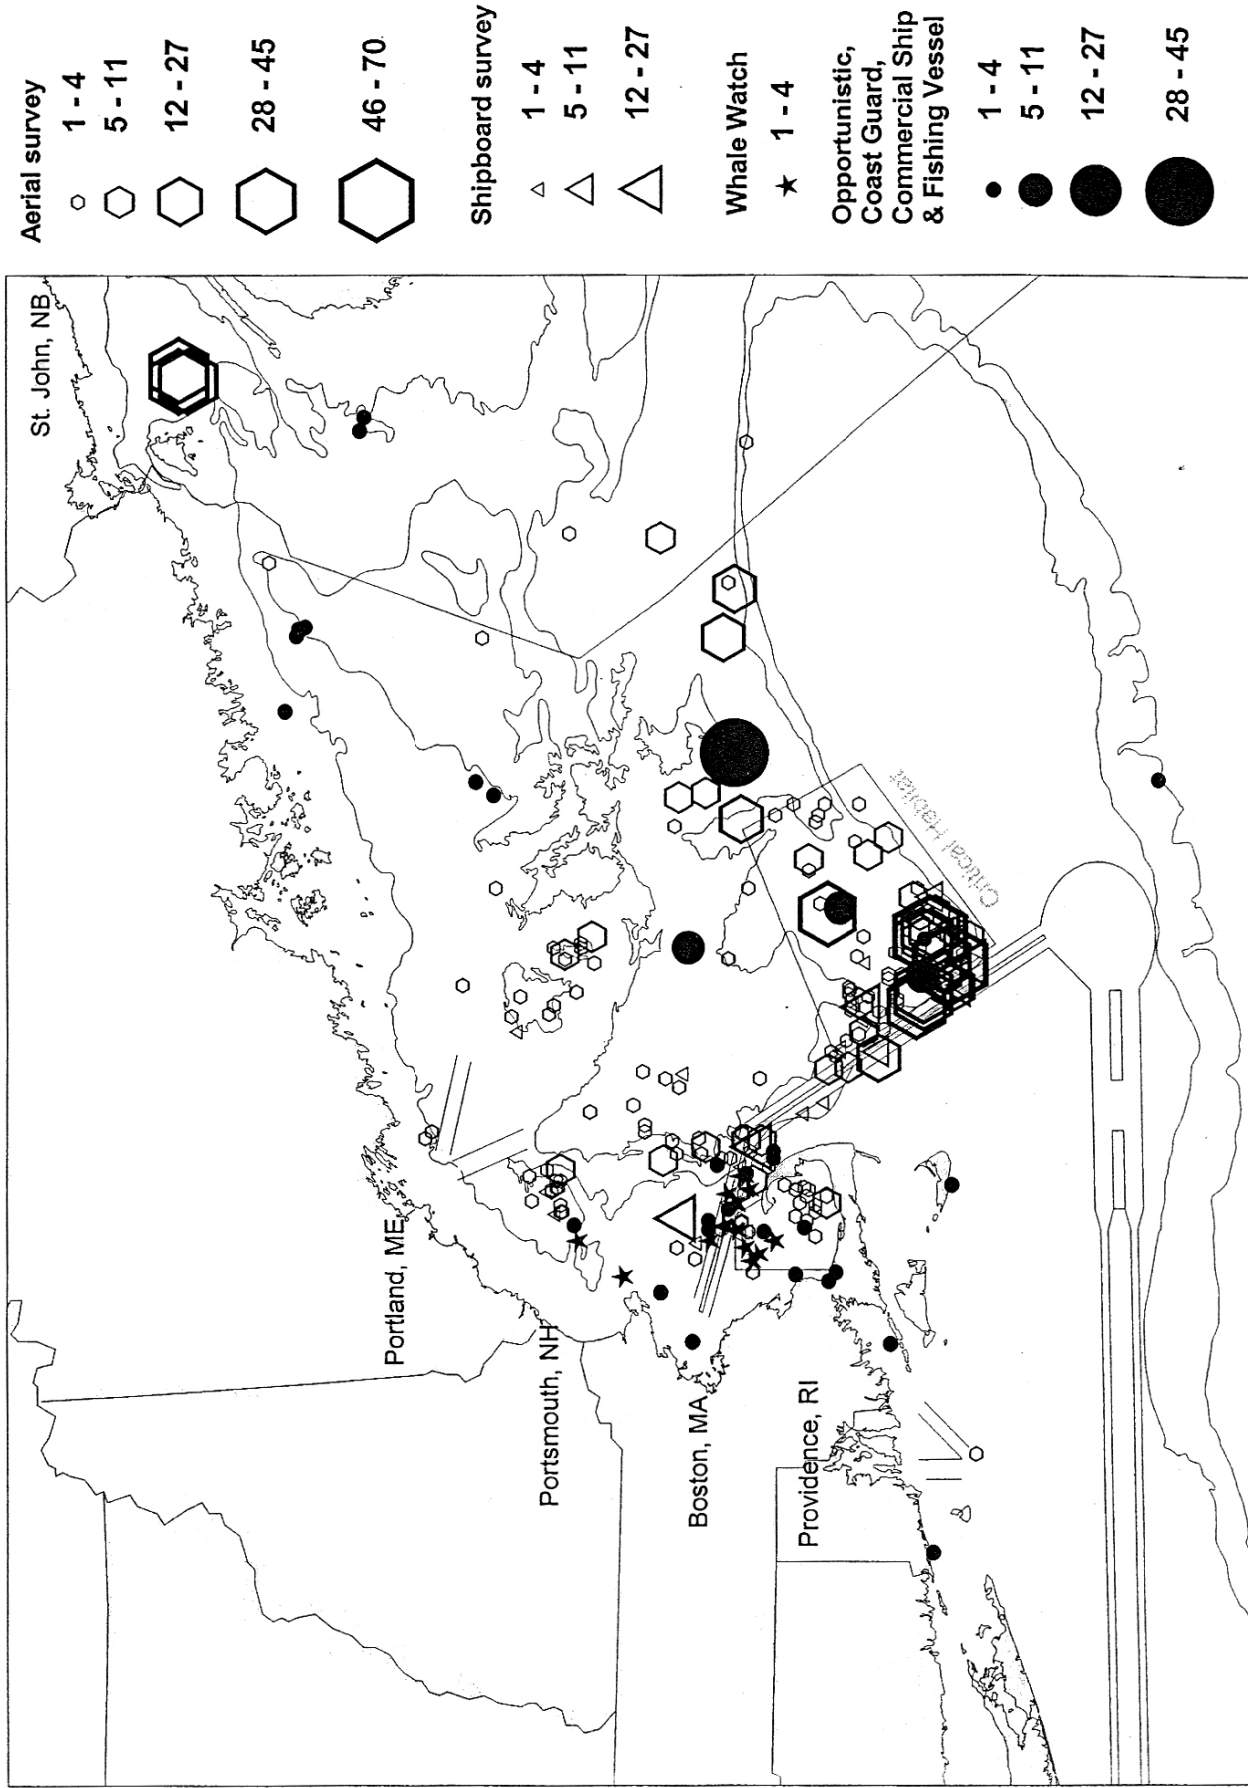 St. John, NB
Portland, ME
Portsmouth, NH
Boston, MA
Providence, RI
Critical Habitat
Aerial survey
1 - 4
5 - 11
12 - 27
28 - 45
46 - 70
Shipboard survey
1 - 4
5 - 11
12 - 27
Whale Watch
1 - 4
Opportunistic,
Coast Guard,
Commercial Ship
& Fishing Vessel
1 - 4
5 - 11
12 - 27
28 - 45